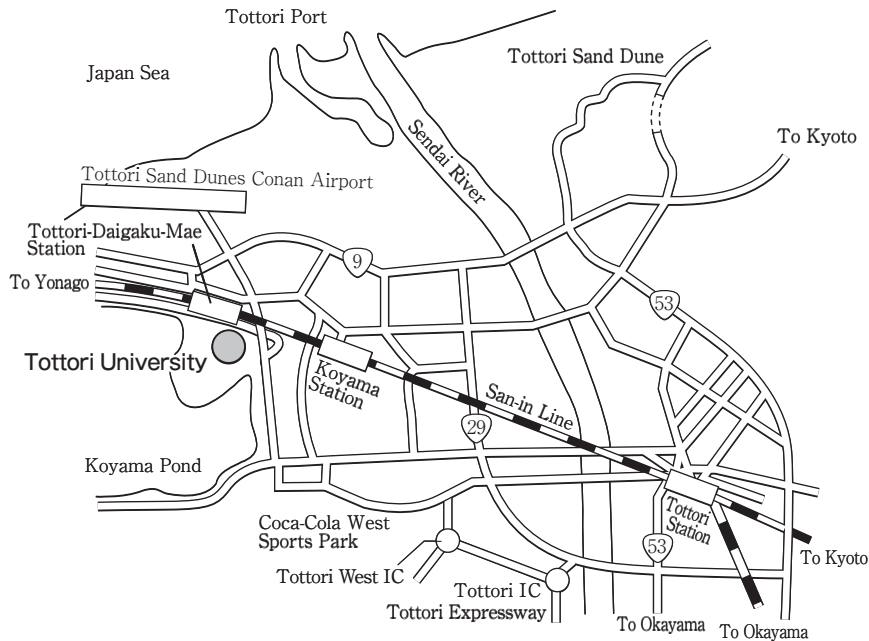 Tottori Port
Japan Sea
Tottori Sand Dune
Sendai River
To Kyoto
Tottori Sand Dunes Conan Airport
Tottori-Daigaku-Mae
Station
9
To Yonago
53
Tottori University
Koyama
Station
San-in Line
29
Koyama Pond
Tottori
Station
Coca-Cola West
Sports Park
53
To Kyoto
Tottori West IC
Tottori IC
Tottori Expressway
To Okayama
To Okayama